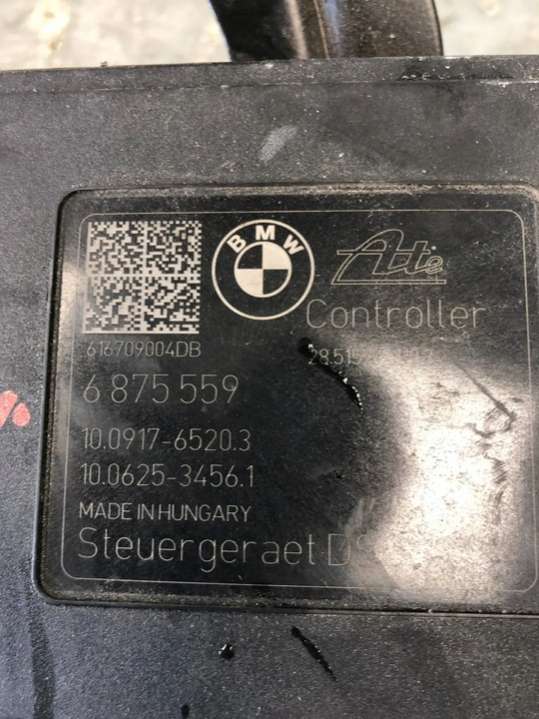 BMW
Ate
Controller
616709004DB
6 875 559
10.0917-6520.3
10.0625-3456.1
MADE IN HUNGARY
Steuergeraet